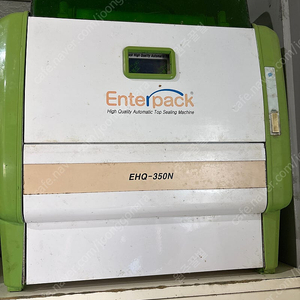 Enterpack®
High Quality Automatic Top Sealing Machine
EHQ-350N